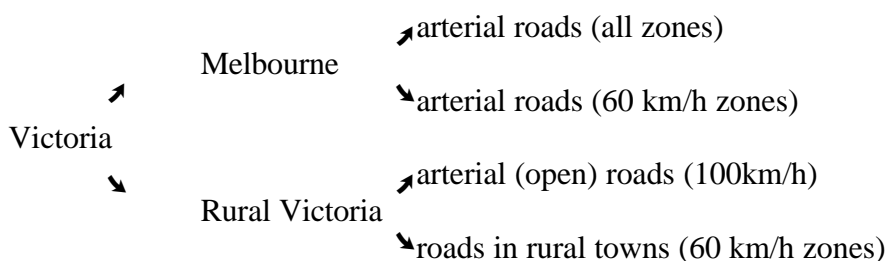 arterial roads (all zones)
Melbourne
arterial roads (60 km/h zones)
Victoria
arterial (open) roads (100km/h)
Rural Victoria
roads in rural towns (60 km/h zones)